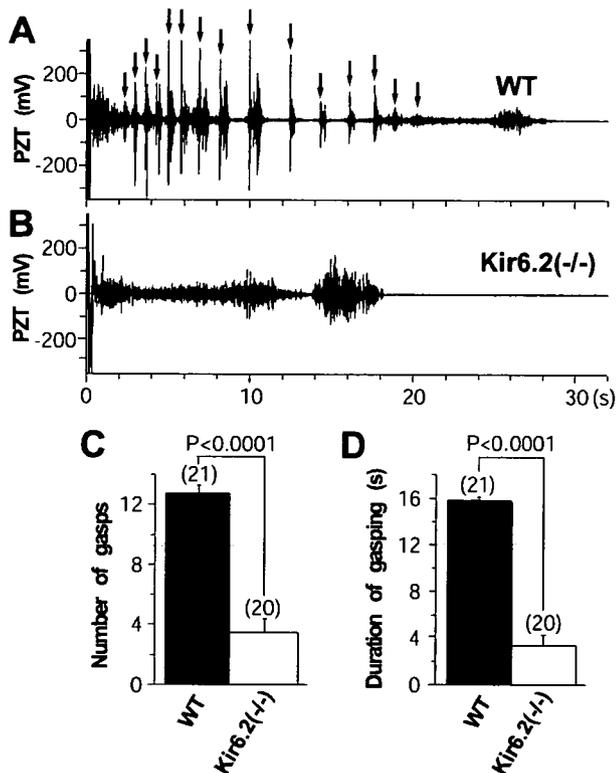 A
PZT (mV)
200
0
-200
WT
B
PZT (mV)
200
0
-200
Kir6.2(-/-)
0
10
20
30 (s)
C
Number of gasps
12
8
4
0
P<0.0001
(21)
(20)
WT
Kir6.2(-/-)
D
Duration of gasping (s)
16
12
8
4
0
P<0.0001
(21)
(20)
WT
Kir6.2(-/-)